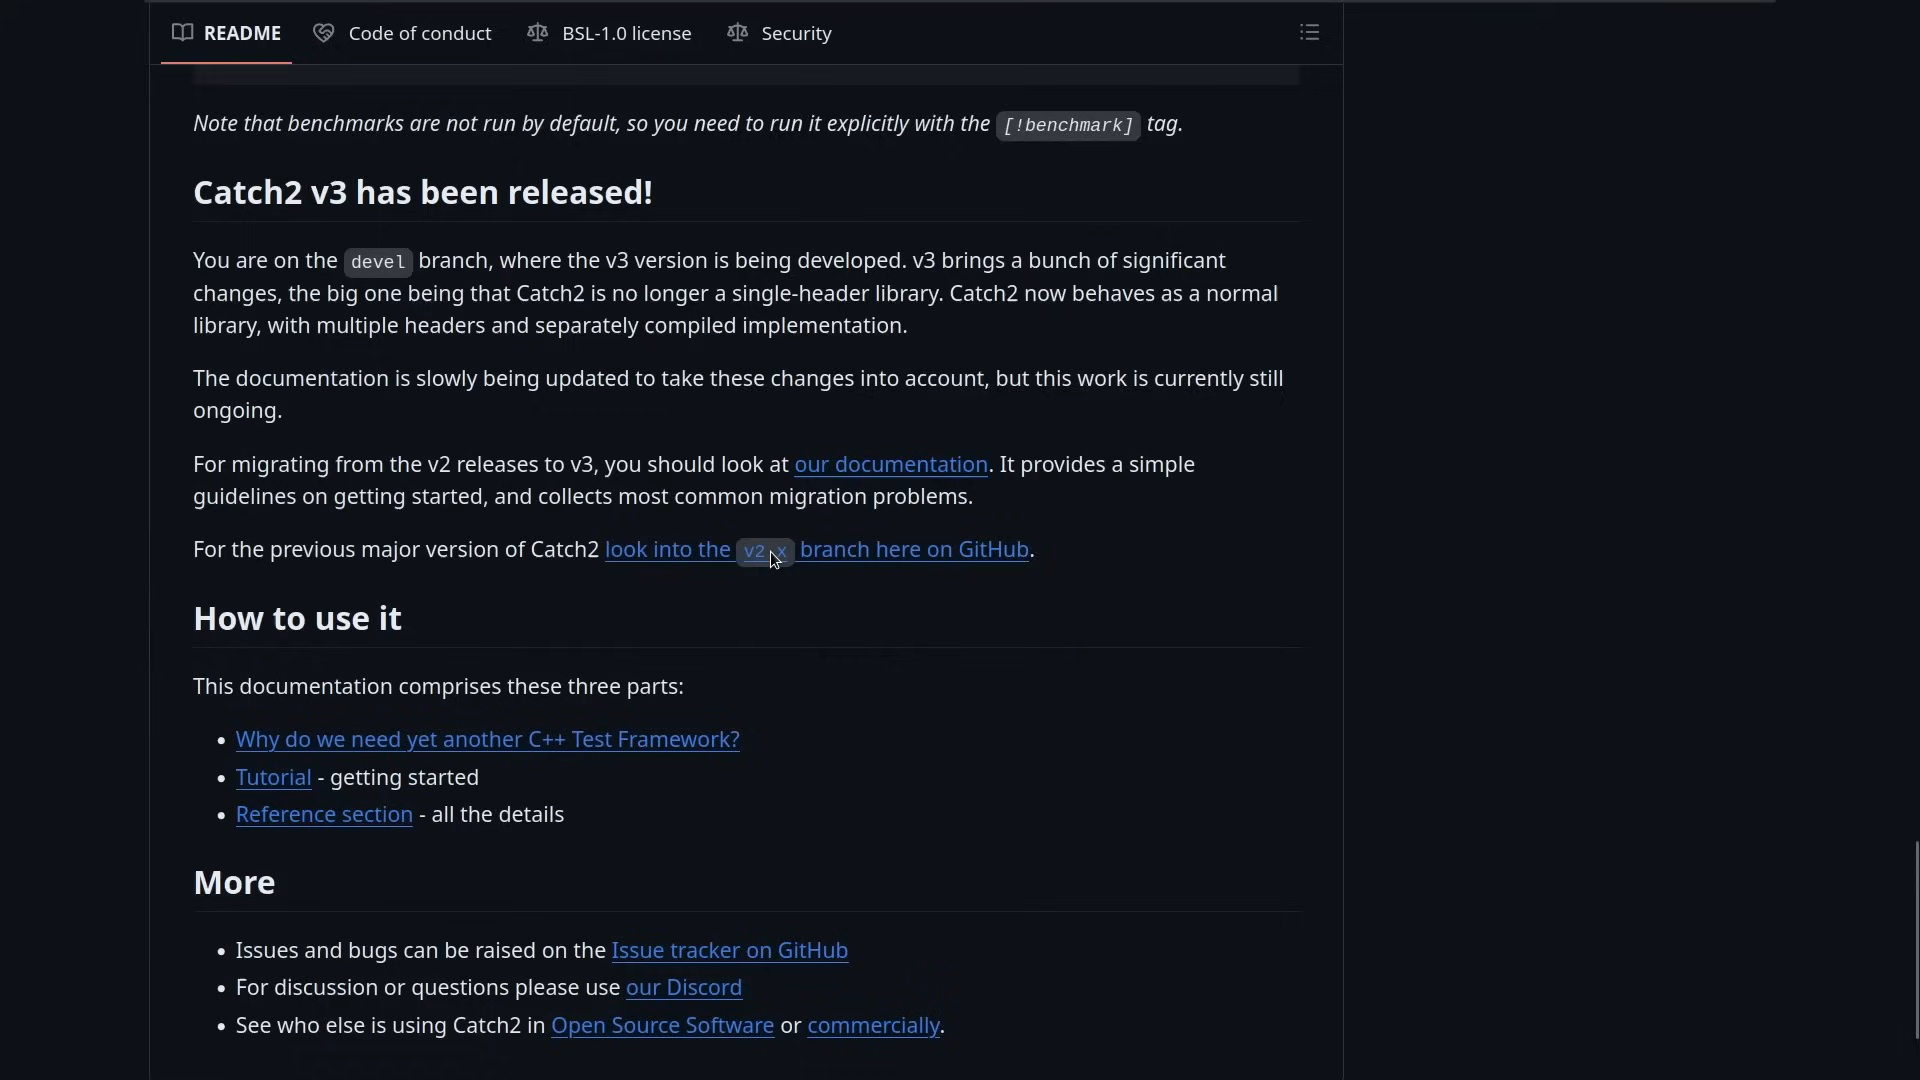 README Code of conduct BSL-1.0 license Security
Note that benchmarks are not run by default, so you need to run it explicitly with the [!benchmark] tag.
Catch2 v3 has been released!
You are on the devel branch, where the v3 version is being developed. v3 brings a bunch of significant
changes, the big one being that Catch2 is no longer a single-header library. Catch2 now behaves as a normal
library, with multiple headers and separately compiled implementation.
The documentation is slowly being updated to take these changes into account, but this work is currently still
ongoing.
For migrating from the v2 releases to v3, you should look at our documentation. It provides a simple
guidelines on getting started, and collects most common migration problems.
For the previous major version of Catch2 look into the v2.x branch here on GitHub.
How to use it
This documentation comprises these three parts:
• Why do we need yet another C++ Test Framework?
• Tutorial - getting started
• Reference section - all the details
More
• Issues and bugs can be raised on the Issue tracker on GitHub
• For discussion or questions please use our Discord
• See who else is using Catch2 in Open Source Software or commercially.